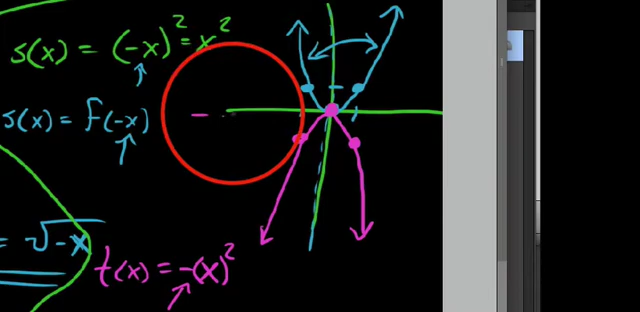 s(x) = (-x)² = x²
s(x) = f(-x)
= √-x
t(x) = -(x)²